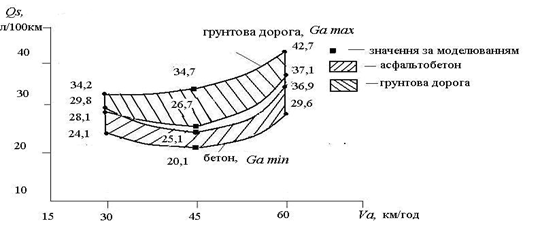 Qs,
л/100км
грунтова дорога, Ga max
42,7
40
34,7
37,1
34,2
29,8
36,9
30
26,7
28,1
29,6
24,1
25,1
20
20,1
бетон, Ga min
10
15
30
45
60
Va, км/год
значення за моделюванням
асфальтобетон
грунтова дорога